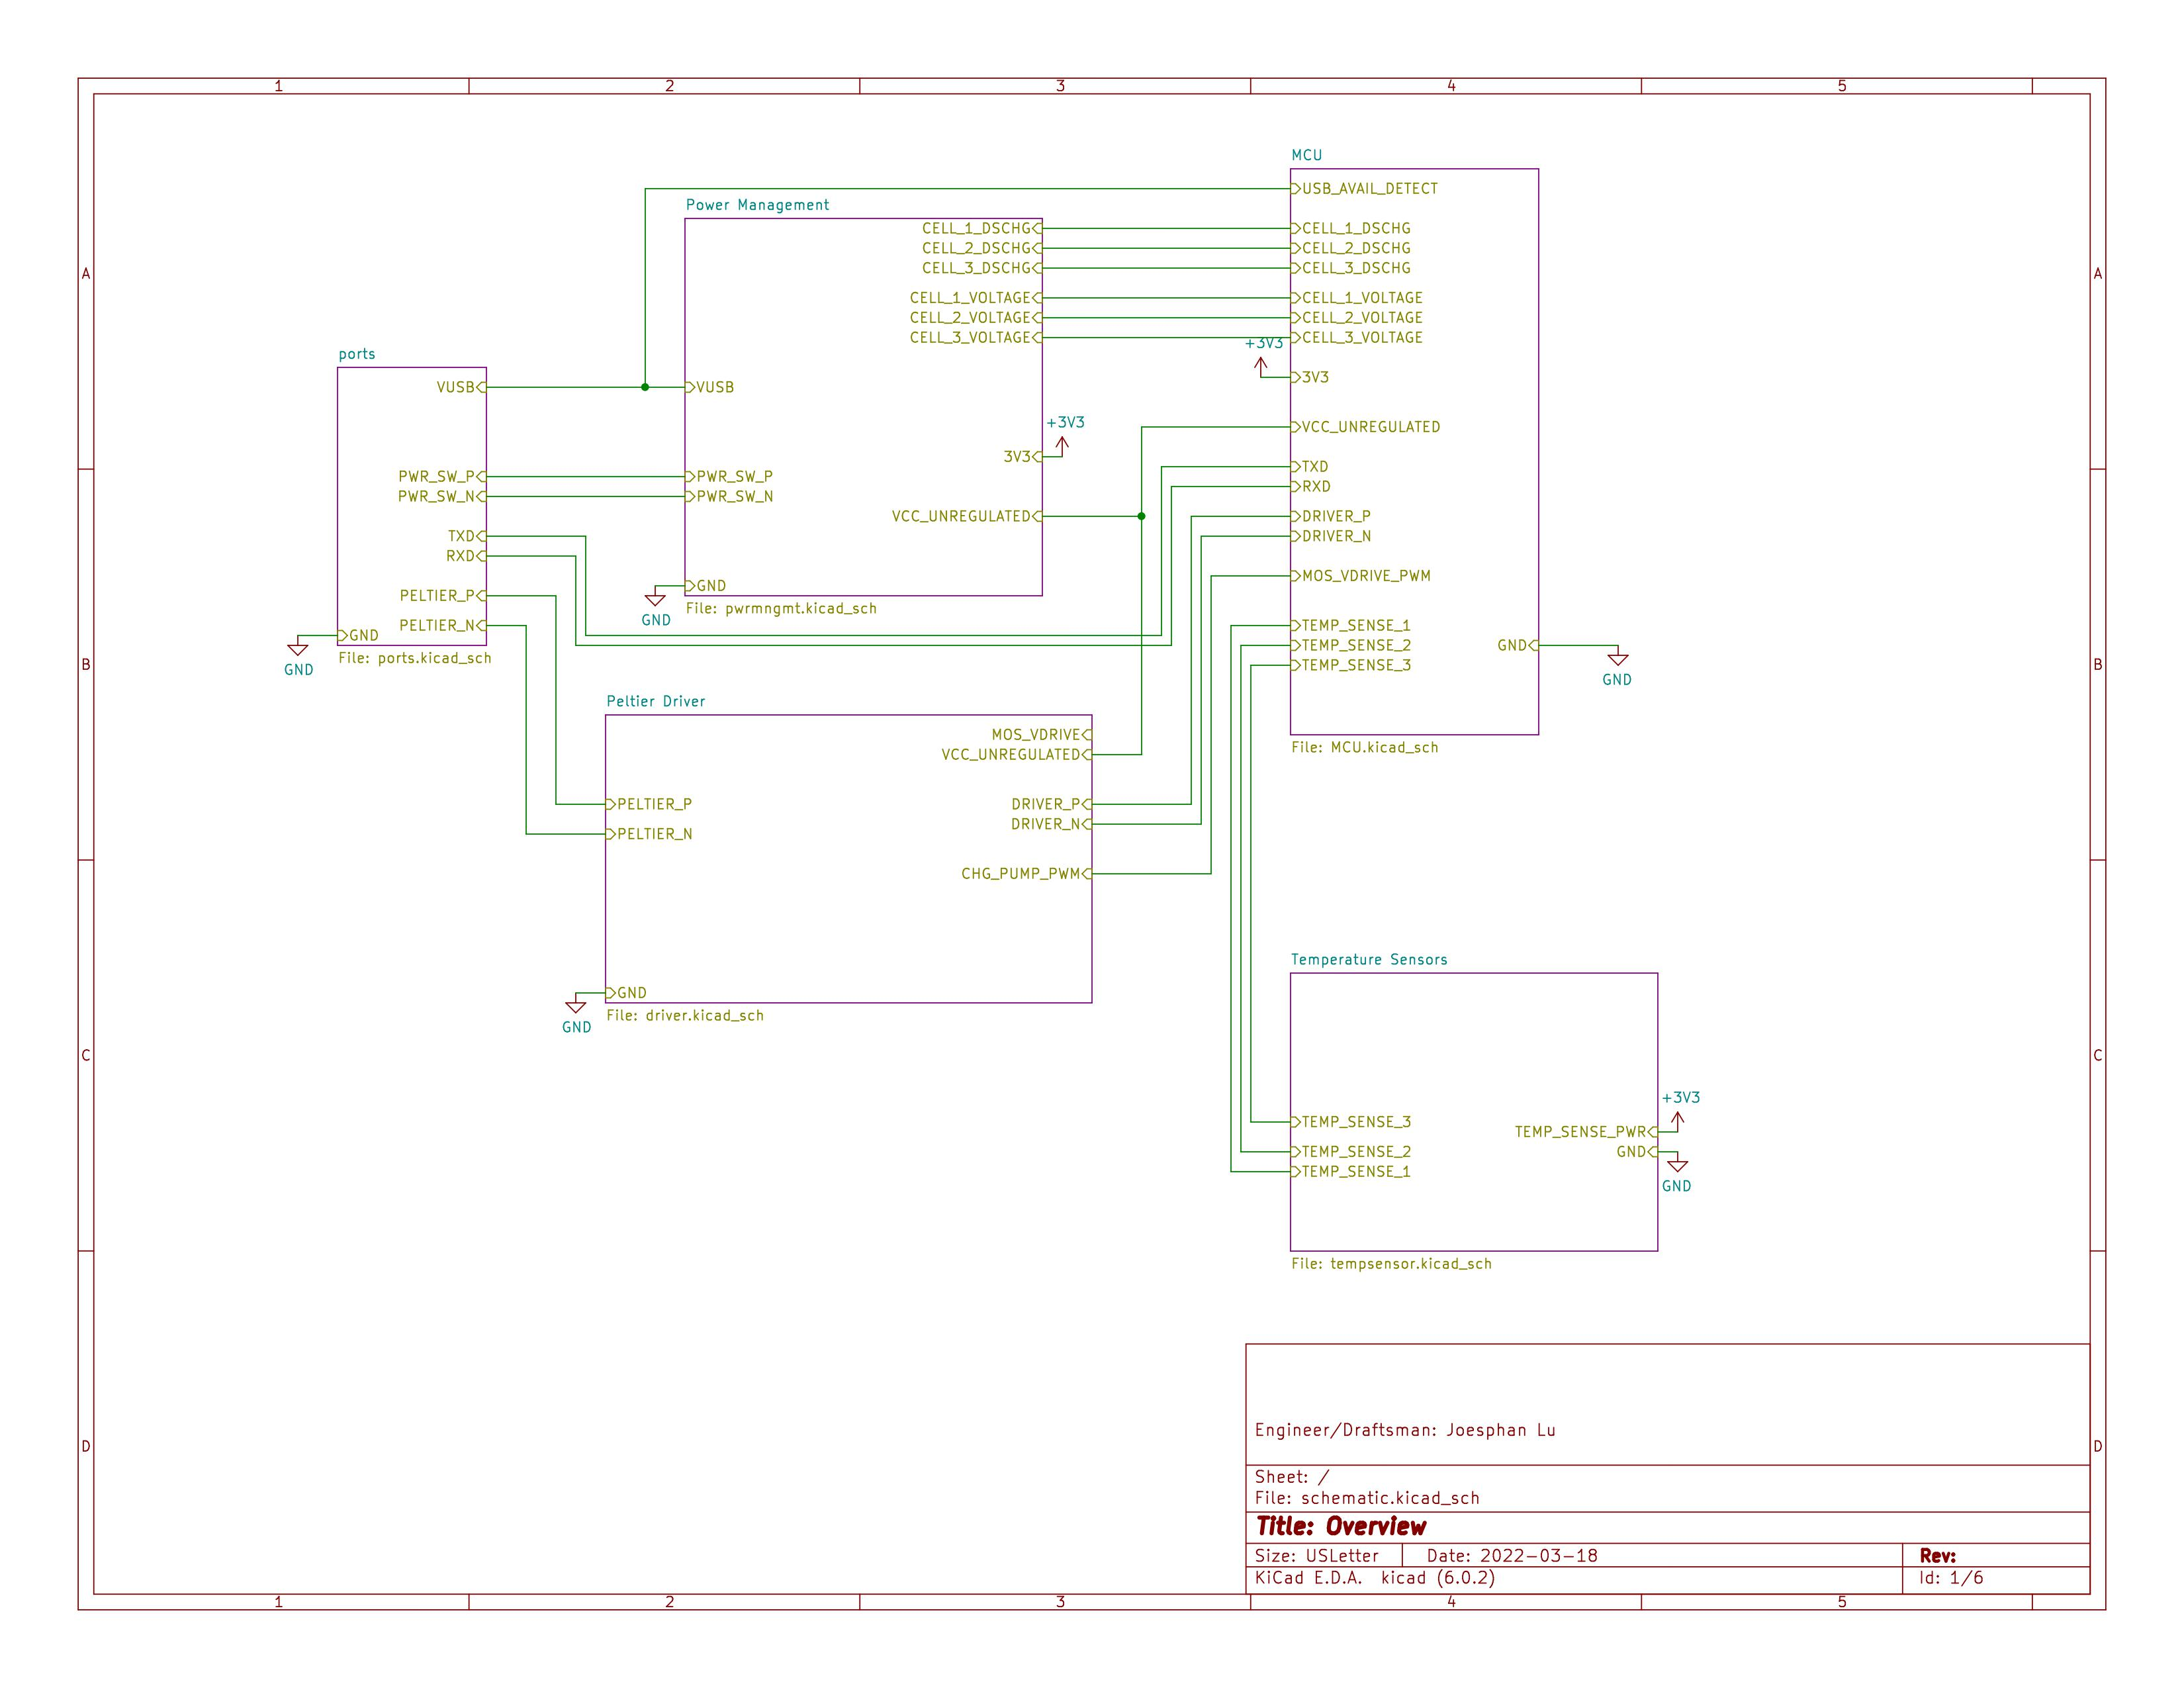 1 2 3 4 5
A
B
C
D
A
B
C
D
1 2 3 4 5
ports
VUSB
PWR_SW_P
PWR_SW_N
TXD
RXD
PELTIER_P
PELTIER_N
GND
GND
File: ports.kicad_sch
Power Management
CELL_1_DSCHG
CELL_2_DSCHG
CELL_3_DSCHG
CELL_1_VOLTAGE
CELL_2_VOLTAGE
CELL_3_VOLTAGE
VUSB
+3V3
3V3
PWR_SW_P
PWR_SW_N
VCC_UNREGULATED
GND
GND
File: pwrmngmt.kicad_sch
MCU
USB_AVAIL_DETECT
CELL_1_DSCHG
CELL_2_DSCHG
CELL_3_DSCHG
CELL_1_VOLTAGE
CELL_2_VOLTAGE
CELL_3_VOLTAGE
+3V3
3V3
VCC_UNREGULATED
TXD
RXD
DRIVER_P
DRIVER_N
MOS_VDRIVE_PWM
TEMP_SENSE_1
TEMP_SENSE_2
TEMP_SENSE_3
GND
GND
File: MCU.kicad_sch
Peltier Driver
MOS_VDRIVE
VCC_UNREGULATED
PELTIER_P
PELTIER_N
DRIVER_P
DRIVER_N
CHG_PUMP_PWM
GND
GND
File: driver.kicad_sch
Temperature Sensors
TEMP_SENSE_3
TEMP_SENSE_2
TEMP_SENSE_1
+3V3
TEMP_SENSE_PWR
GND
GND
File: tempsensor.kicad_sch
Engineer/Draftsman: Joesphan Lu
Sheet: /
File: schematic.kicad_sch
Title: Overview
Size: USLetter Date: 2022-03-18 Rev:
KiCad E.D.A. kicad (6.0.2) Id: 1/6